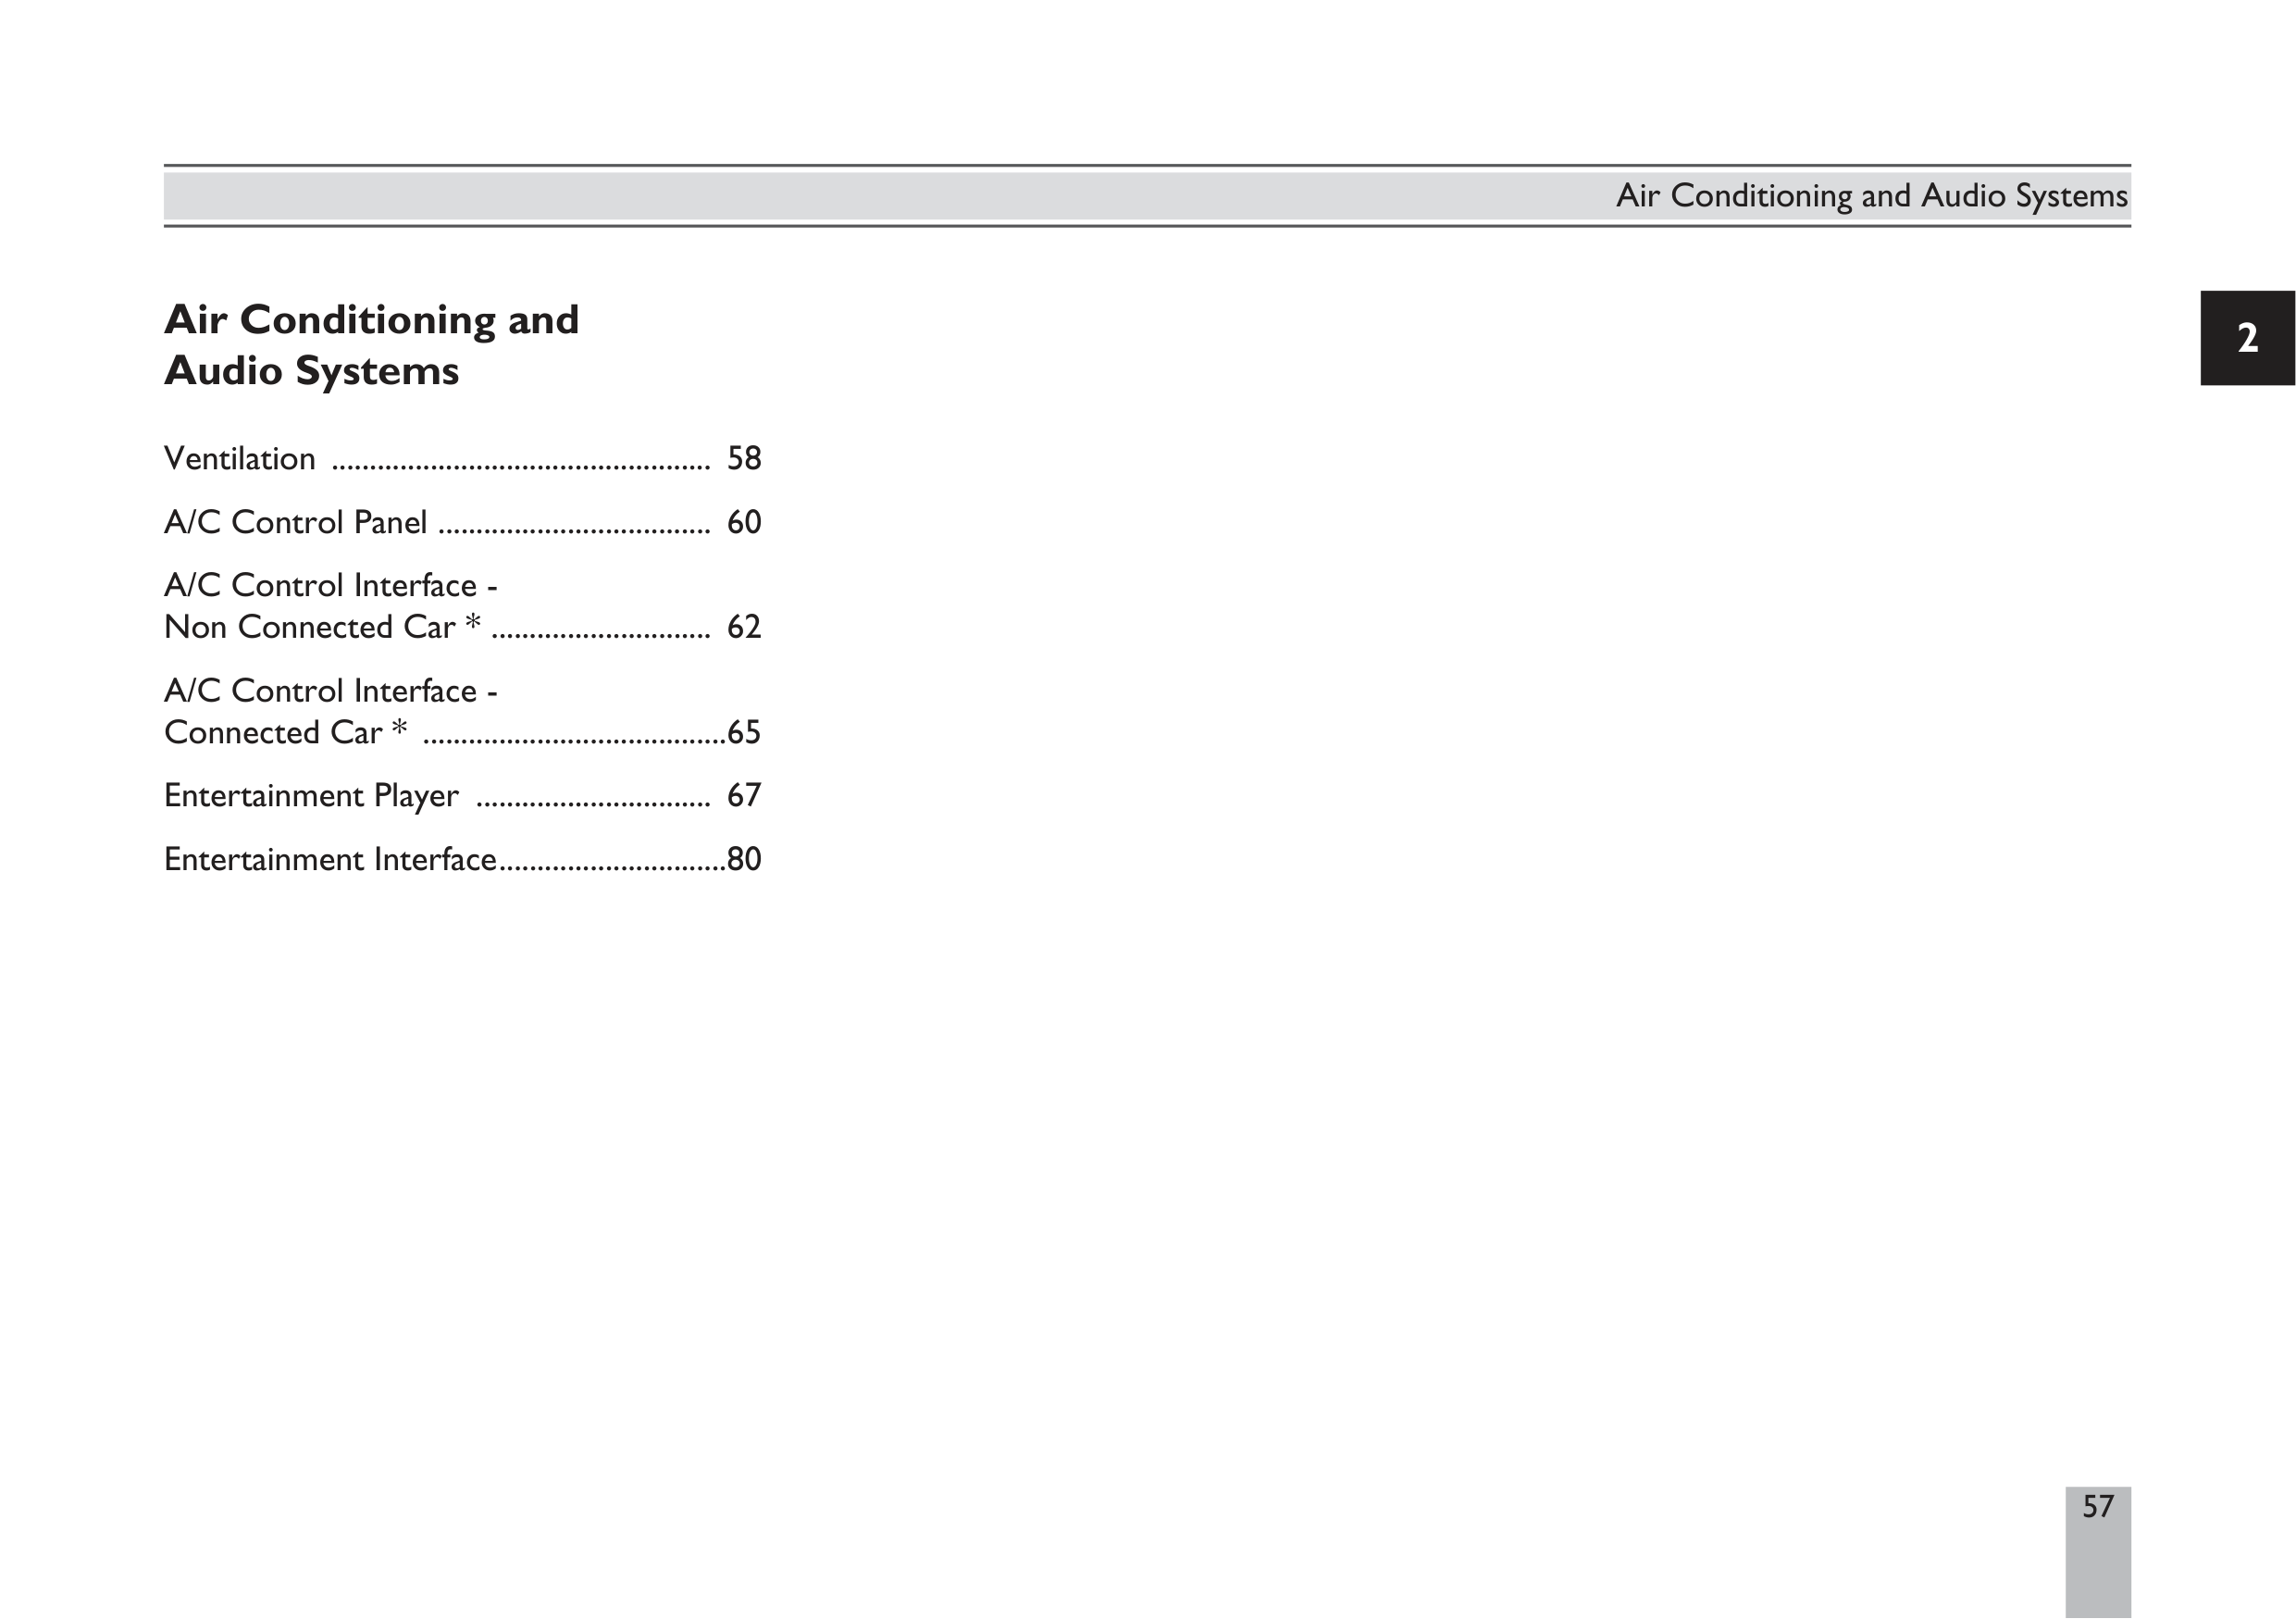 Air Conditioning and Audio Systems
Air Conditioning and
Audio Systems
2
Ventilation .................................................. 58
A/C Control Panel .................................... 60
A/C Control Interface -
Non Connected Car * ............................. 62
A/C Control Interface -
Connected Car * ........................................65
Entertainment Player ............................... 67
Entertainment Interface..............................80
57